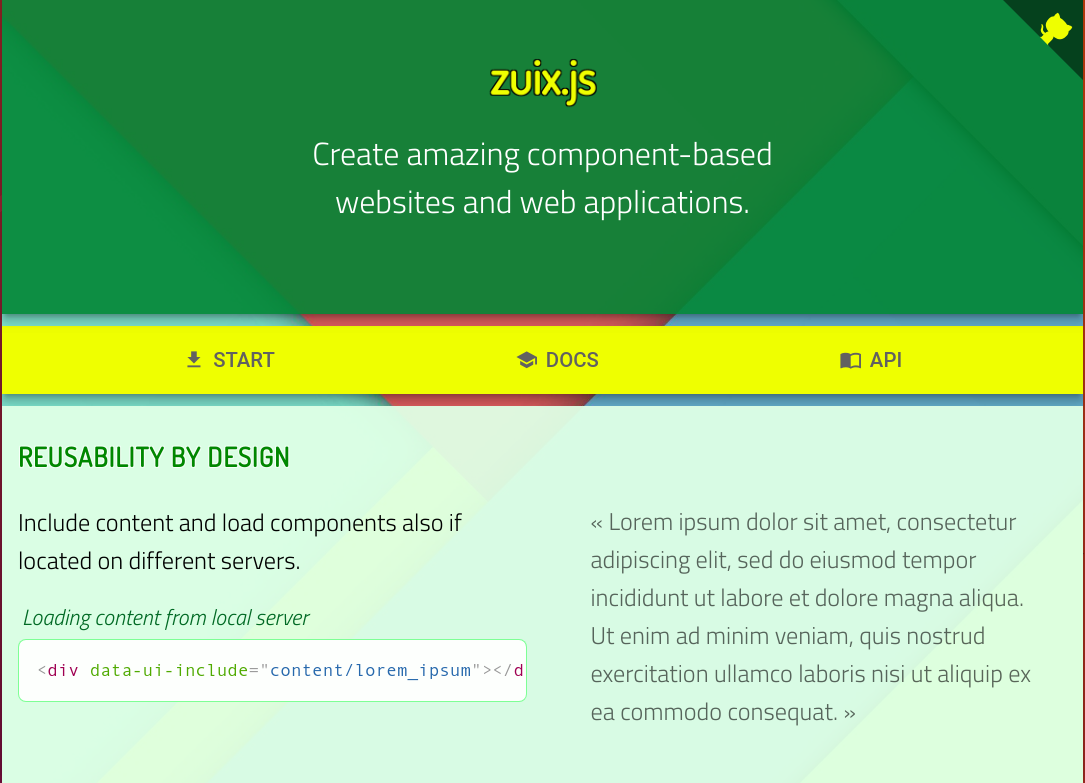 zuix.js
Create amazing component-based
websites and web applications.
START
DOCS
API
REUSABILITY BY DESIGN
Include content and load components also if
located on different servers.
Loading content from local server
<div data-ui-include="content/lorem_ipsum"></d
« Lorem ipsum dolor sit amet, consectetur
adipiscing elit, sed do eiusmod tempor
incididunt ut labore et dolore magna aliqua.
Ut enim ad minim veniam, quis nostrud
exercitation ullamco laboris nisi ut aliquip ex
ea commodo consequat. »